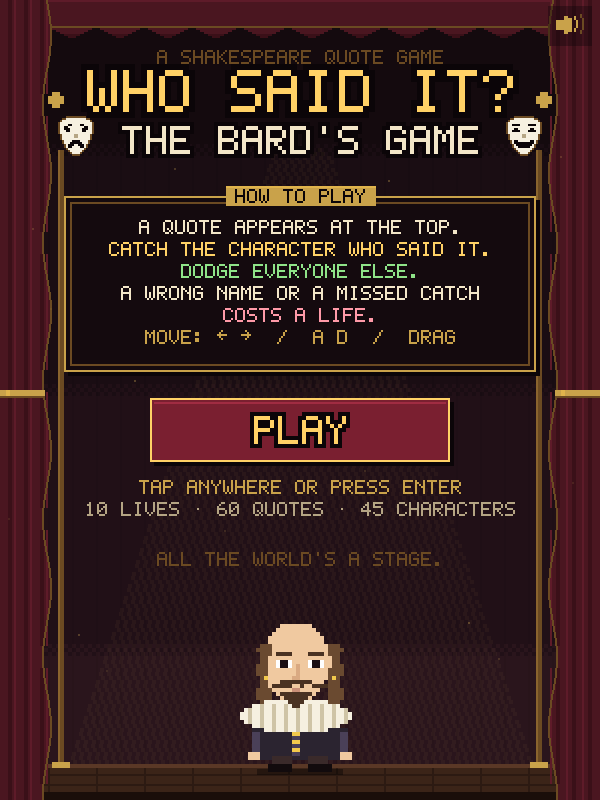 A SHAKESPEARE QUOTE GAME
WHO SAID IT?
THE BARD'S GAME
HOW TO PLAY
A QUOTE APPEARS AT THE TOP.
CATCH THE CHARACTER WHO SAID IT.
DODGE EVERYONE ELSE.
A WRONG NAME OR A MISSED CATCH
COSTS A LIFE.
MOVE: ← → / A D / DRAG
PLAY
TAP ANYWHERE OR PRESS ENTER
10 LIVES · 60 QUOTES · 45 CHARACTERS
ALL THE WORLD'S A STAGE.